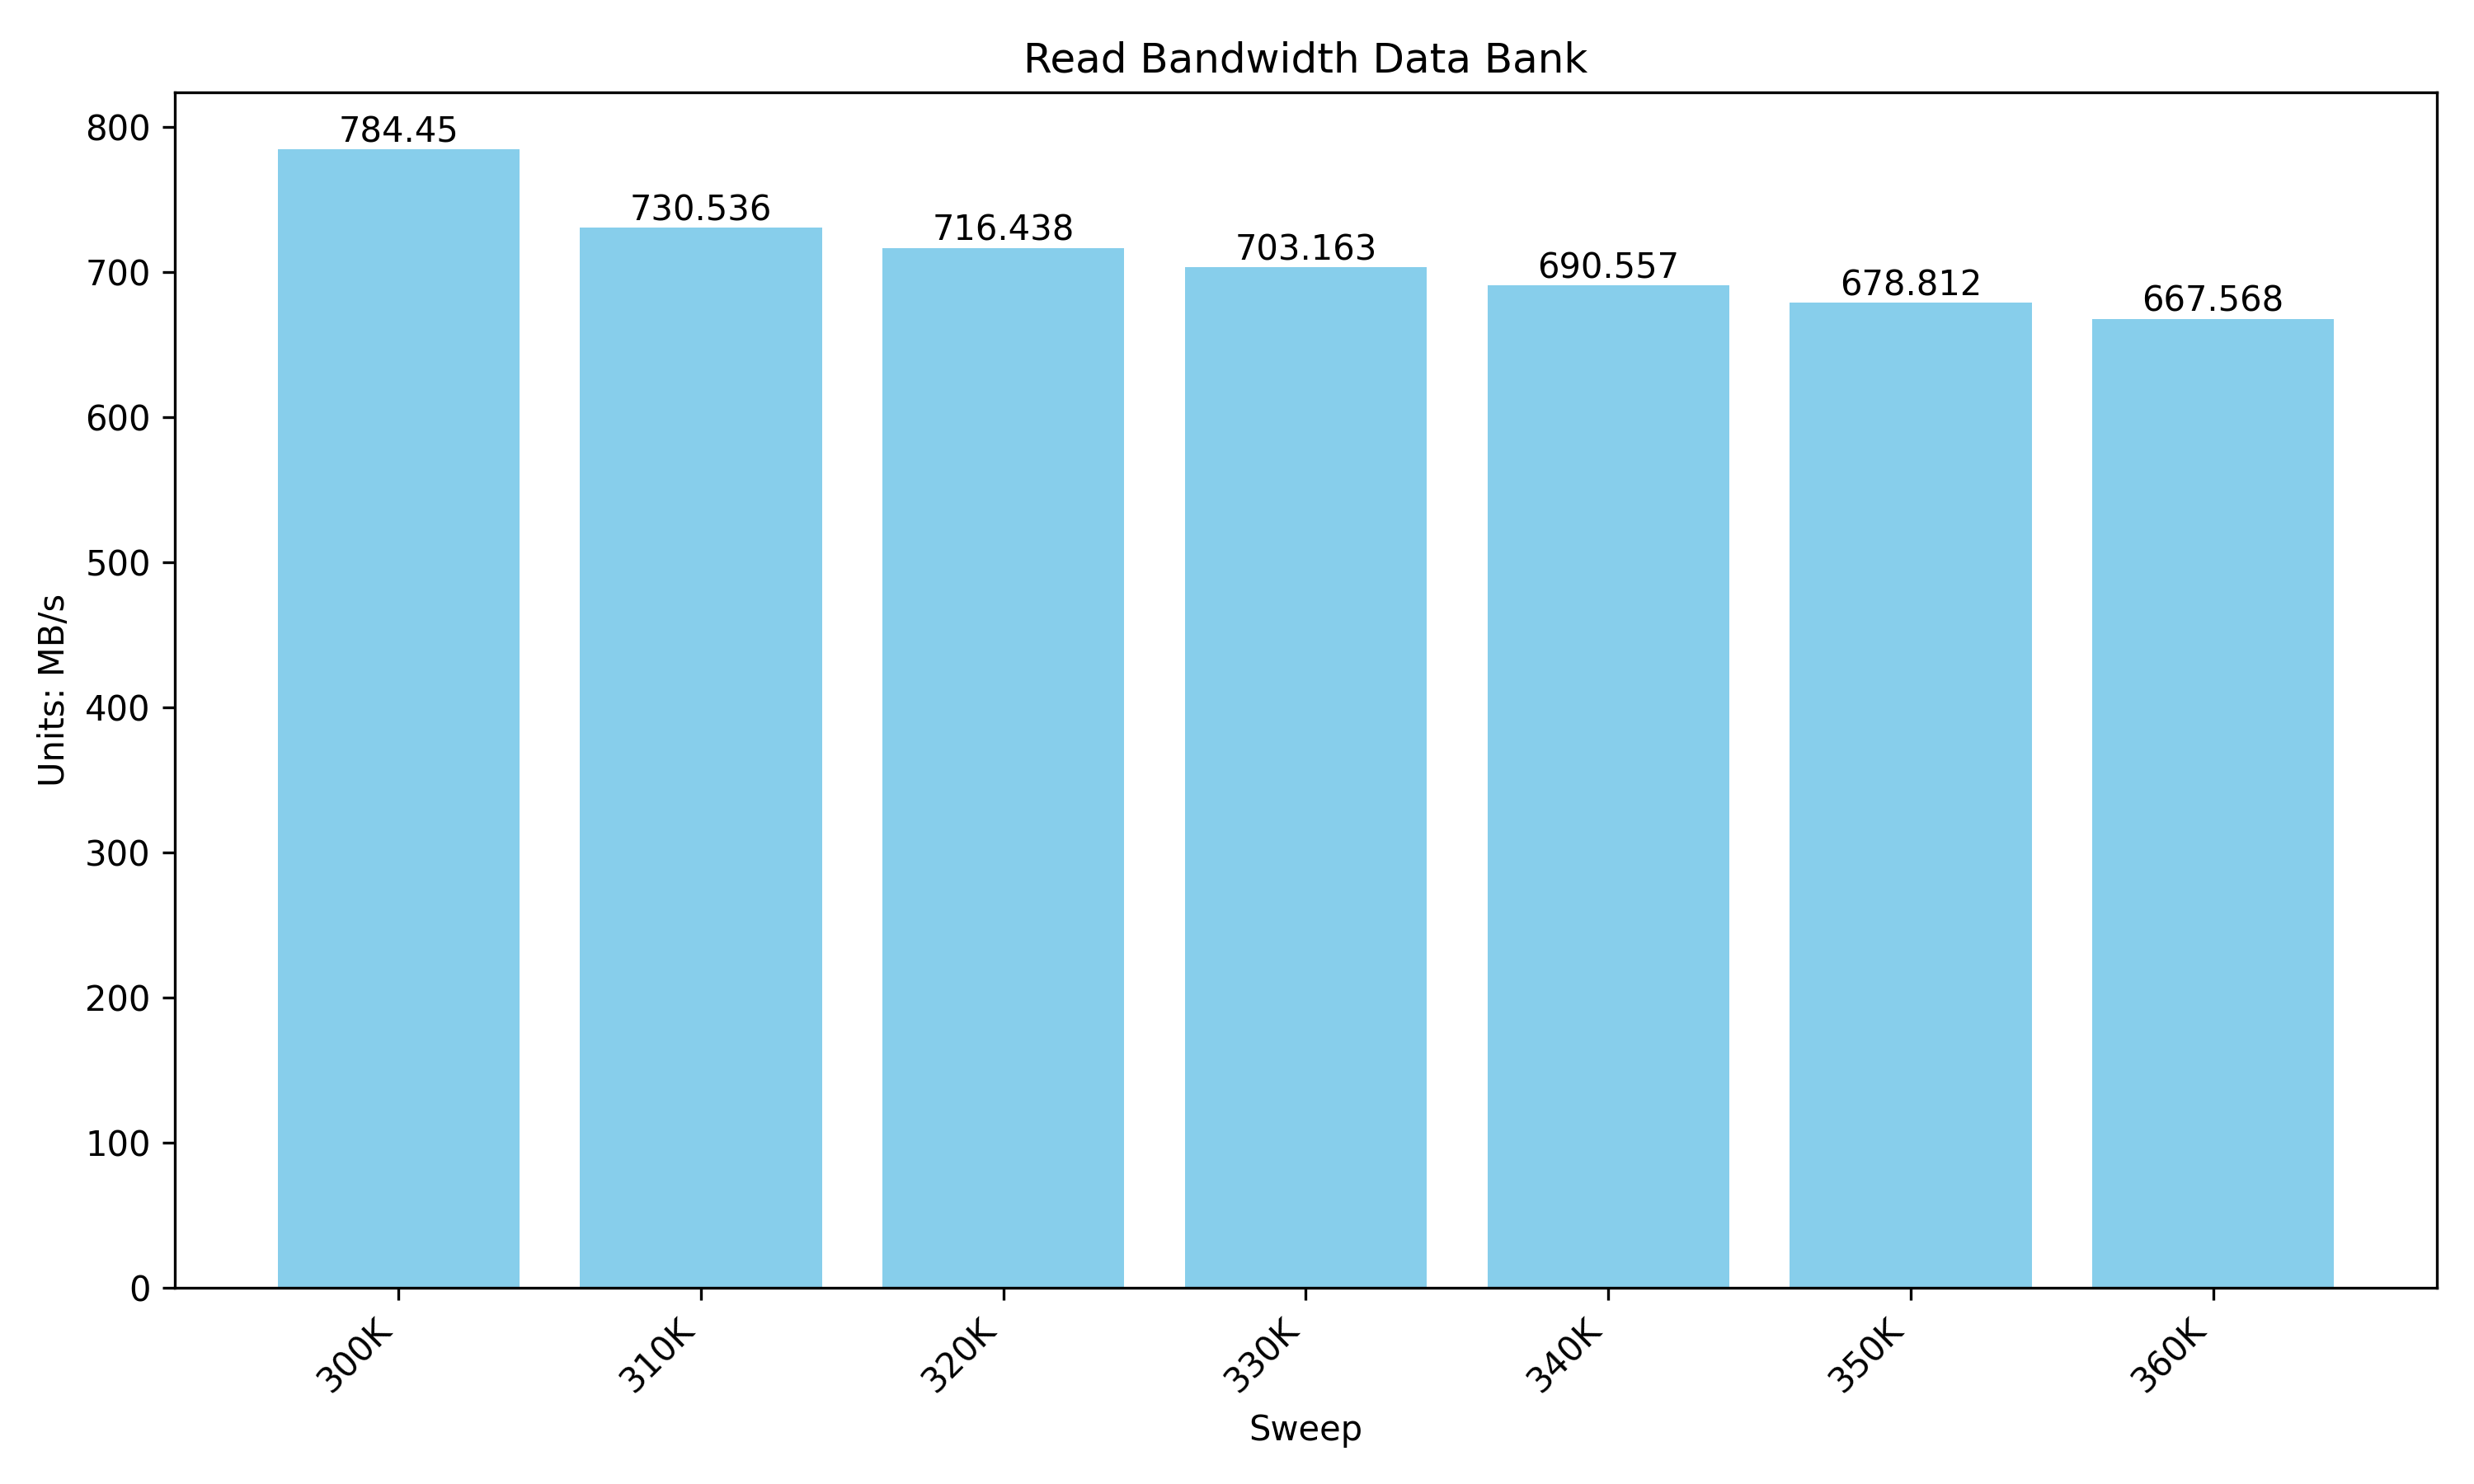 Read Bandwidth Data Bank
Units: MB/s
800
700
600
500
400
300
200
100
0
784.45
730.536
716.438
703.163
690.557
678.812
667.568
300K
310K
320K
330K
340K
350K
360K
Sweep